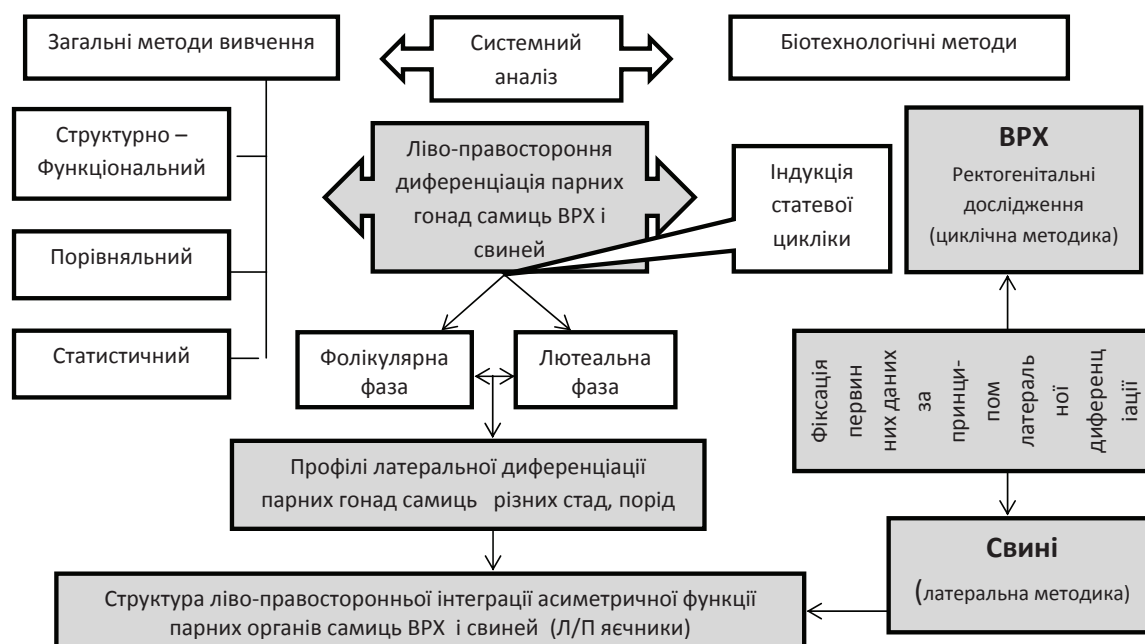 Загальні методи вивчення
Системний
аналіз
Біотехнологічні методи
Структурно –
Функціональний
Порівняльний
Статистичний
Ліво-правостороння
диференціація парних
гонад самиць ВРХ і
свиней
Індукція
статевої
цикліки
ВРХ
Ректогенітальні
дослідження
(циклічна методика)
Фолікулярна
фаза
Лютеальна
фаза
Фіксація
первин
них даних
за
принци-
пом
латераль
ної
диференц
іації
Профілі латеральної диференціації
парних гонад самиць різних стад, порід
Свині
(латеральна методика)
Структура ліво-правосторонньої інтеграції асиметричної функції
парних органів самиць ВРХ і свиней (Л/П яєчники)